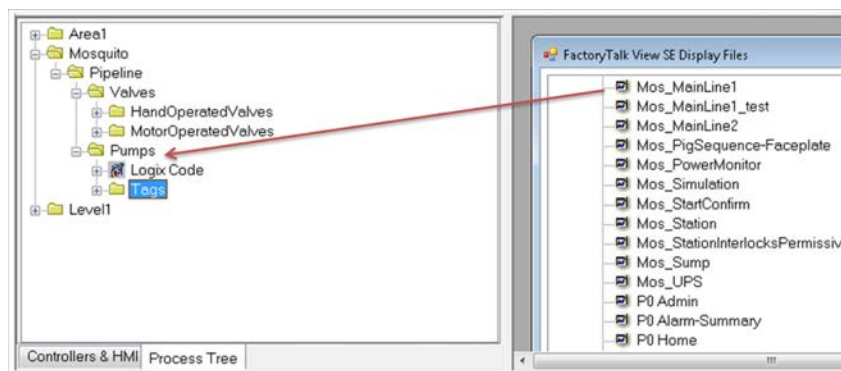 Area1
Mosquito
Pipeline
Valves
HandOperatedValves
MotorOperatedValves
Pumps
Logix Code
Tags
Level1
Controllers & HMI
Process Tree
FactoryTalk View SE Display Files
Mos_MainLine1
Mos_MainLine1_test
Mos_MainLine2
Mos_PigSequence-Faceplate
Mos_PowerMonitor
Mos_Simulation
Mos_StartConfirm
Mos_Station
Mos_StationInterlocksPermissiv
Mos_Sump
Mos_UPS
P0 Admin
P0 Alarm-Summary
P0 Home